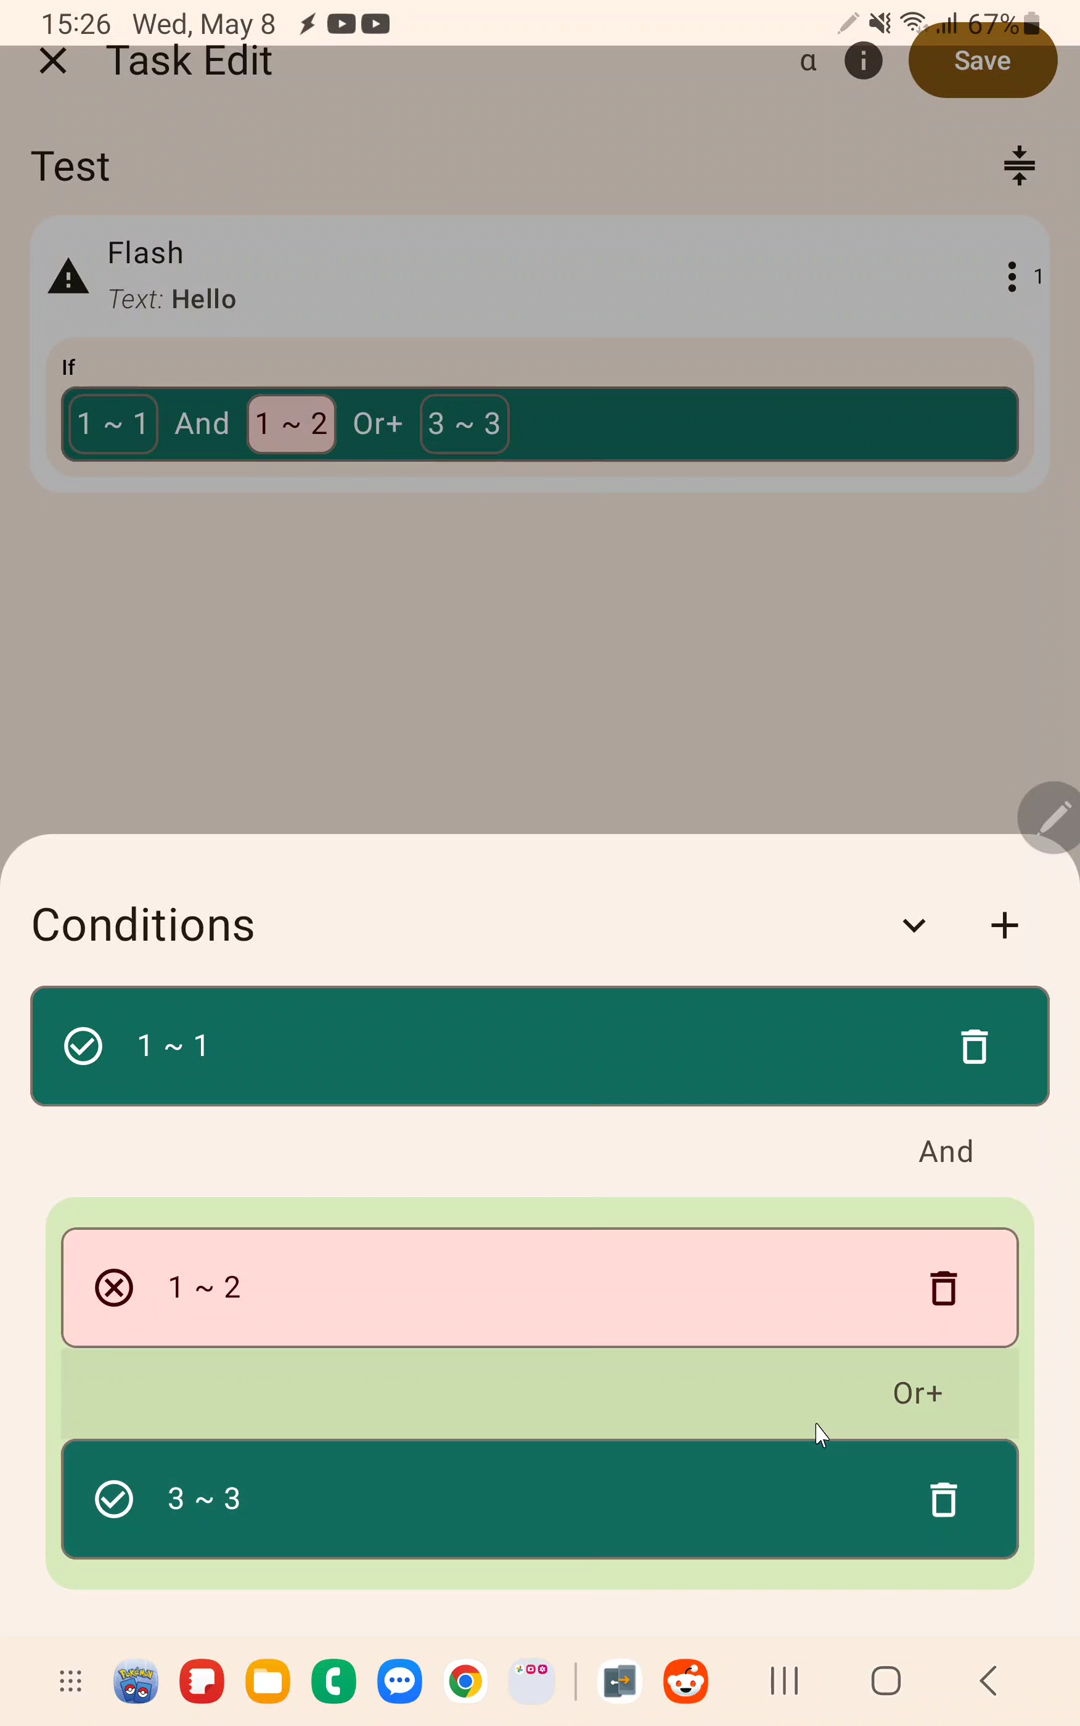 15:26 Wed, May 8 67%
Task Edit α Save
Test
Flash
Text: Hello 1
If
1 ~ 1 And 1 ~ 2 Or+ 3 ~ 3
Conditions
1 ~ 1
And
1 ~ 2
Or+
3 ~ 3